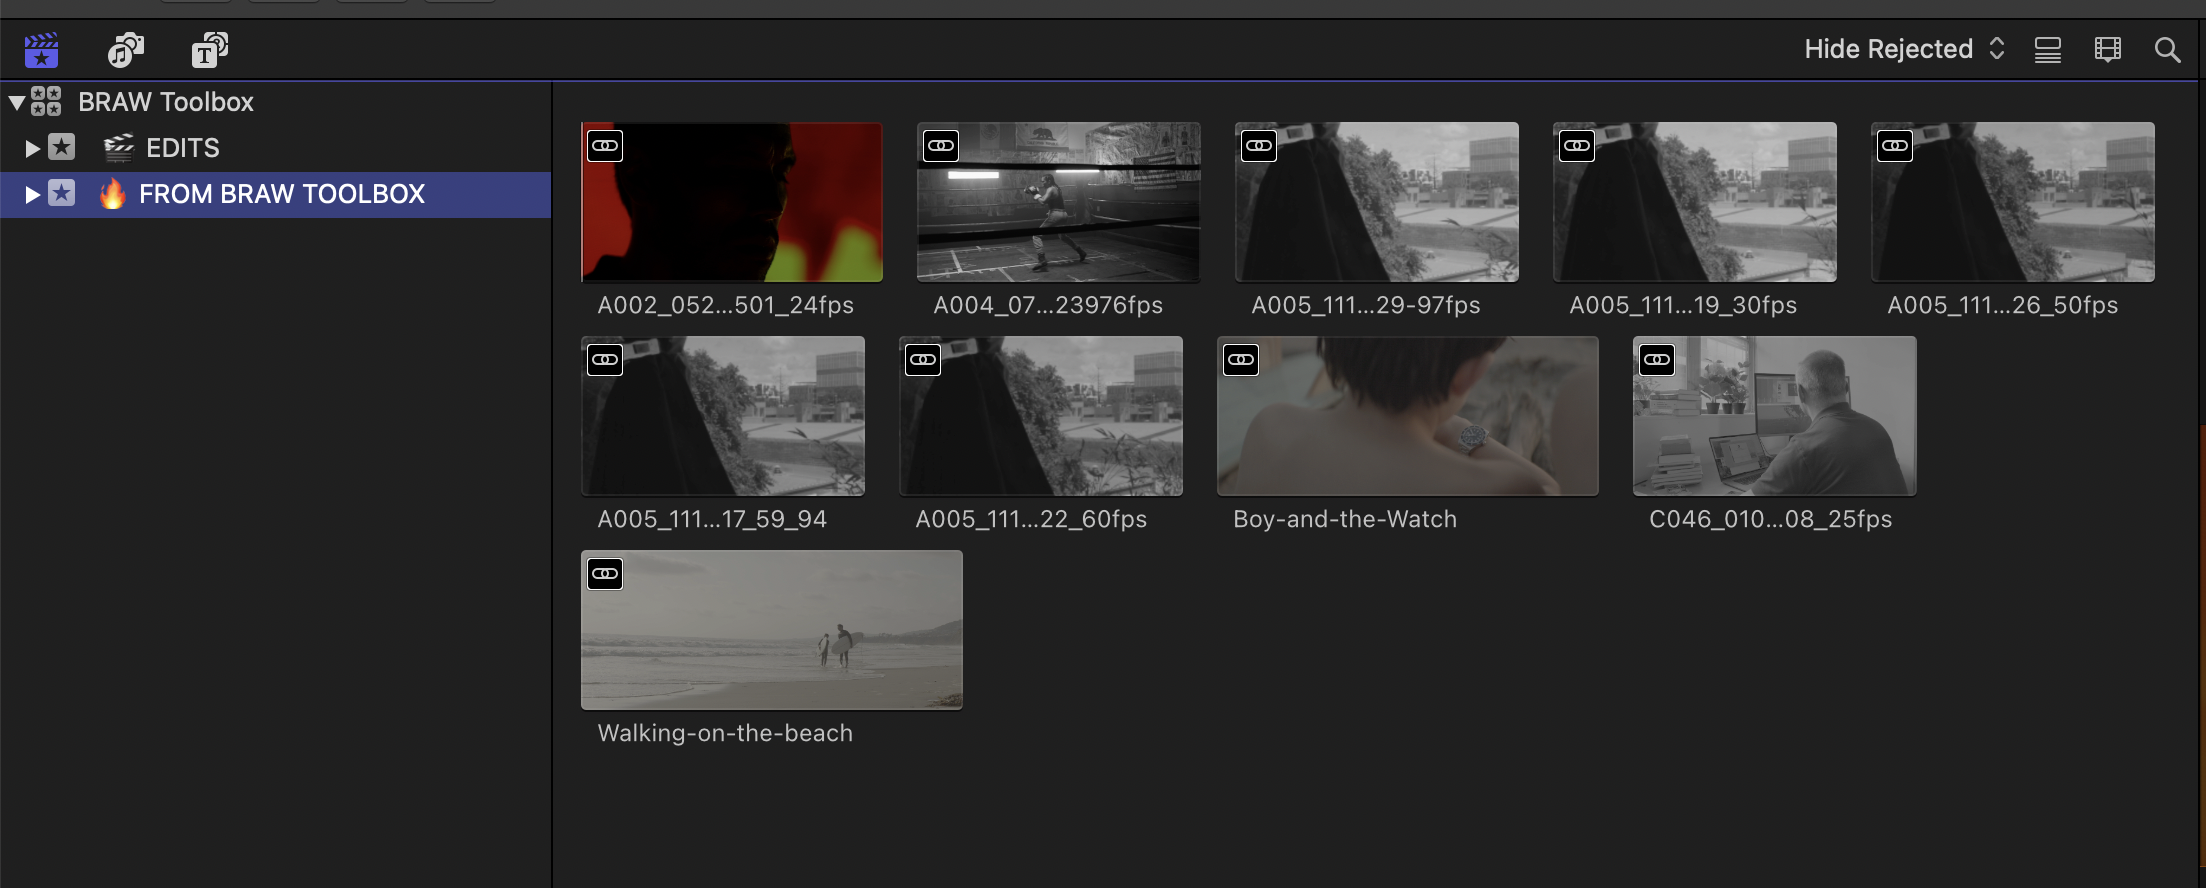 Hide Rejected
BRAW Toolbox
EDITS
FROM BRAW TOOLBOX
A002_052...501_24fps
A004_07...23976fps
A005_111...29-97fps
A005_111...19_30fps
A005_111...26_50fps
A005_111...17_59_94
A005_111...22_60fps
Boy-and-the-Watch
C046_010...08_25fps
Walking-on-the-beach